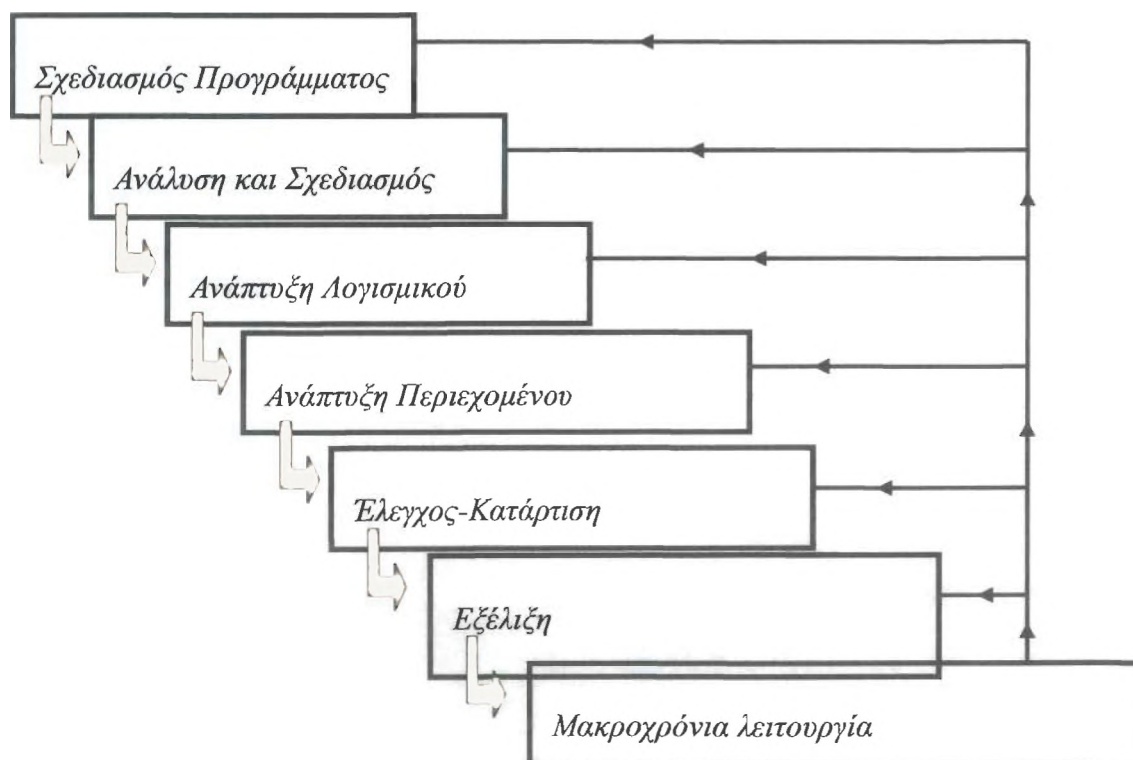 Σχεδιασμός Προγράμματος
Ανάλυση και Σχεδιασμός
Ανάπτυξη Λογισμικού
Ανάπτυξη Περιεχομένου
Έλεγχος-Κατάρτιση
Εξέλιξη
Μακροχρόνια λειτουργία